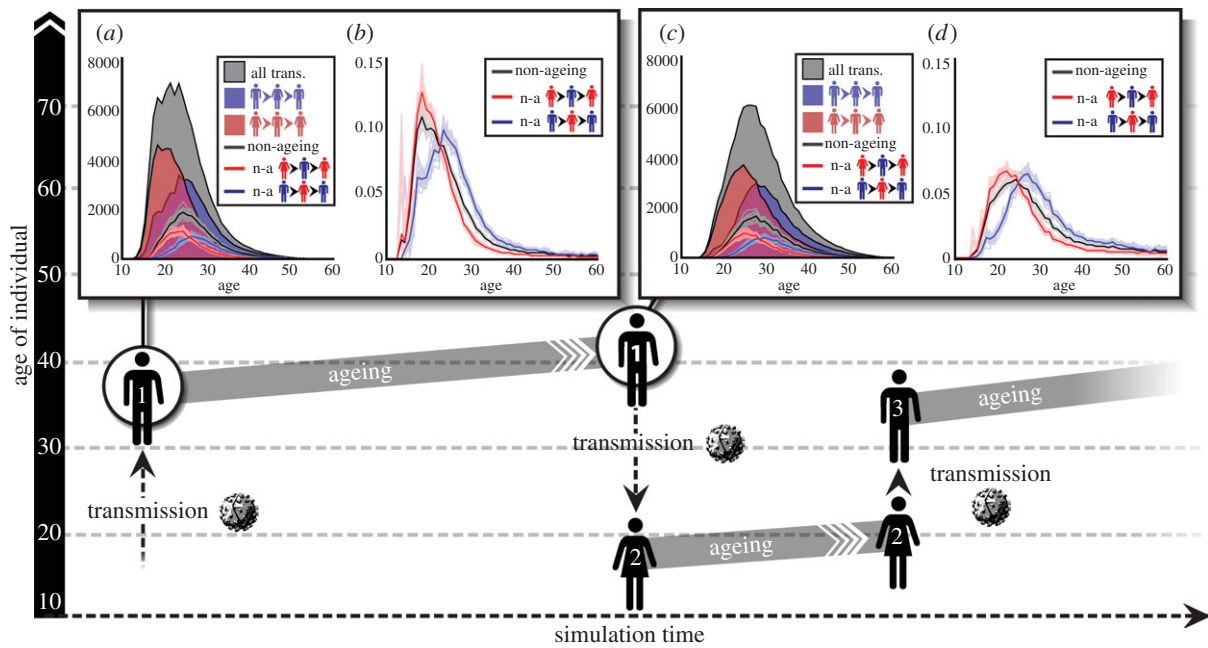 (a)
8000
6000
4000
2000
0
10 20 30 40 50 60
age
all trans.
non-ageing
n-a
n-a
(b)
0.15
0.10
0.05
0
10 20 30 40 50 60
age
non-ageing
n-a
n-a
(c)
8000
6000
4000
2000
0
10 20 30 40 50 60
age
all trans.
non-ageing
n-a
n-a
(d)
0.15
0.10
0.05
0
10 20 30 40 50 60
age
non-ageing
n-a
n-a
age of individual
70
60
50
40
30
20
10
1
ageing
1
3
ageing
transmission
transmission
transmission
2
ageing
2
simulation time